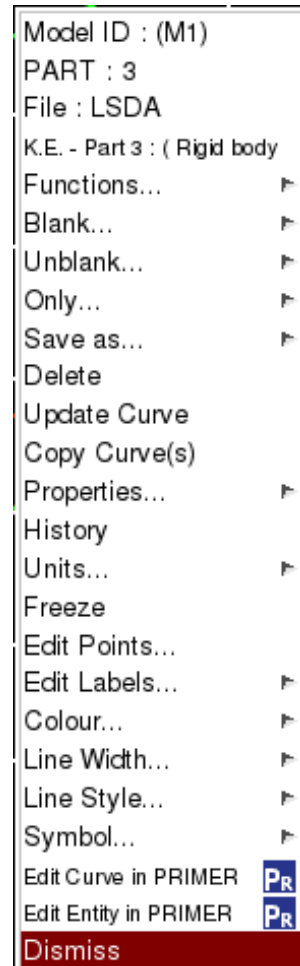 Model ID : (M1)
PART : 3
File : LSDA
K.E. - Part 3 : ( Rigid body
Functions...
Blank...
Unblank...
Only...
Save as...
Delete
Update Curve
Copy Curve(s)
Properties...
History
Units...
Freeze
Edit Points...
Edit Labels...
Colour...
Line Width...
Line Style...
Symbol...
Edit Curve in PRIMER PR
Edit Entity in PRIMER PR
Dismiss